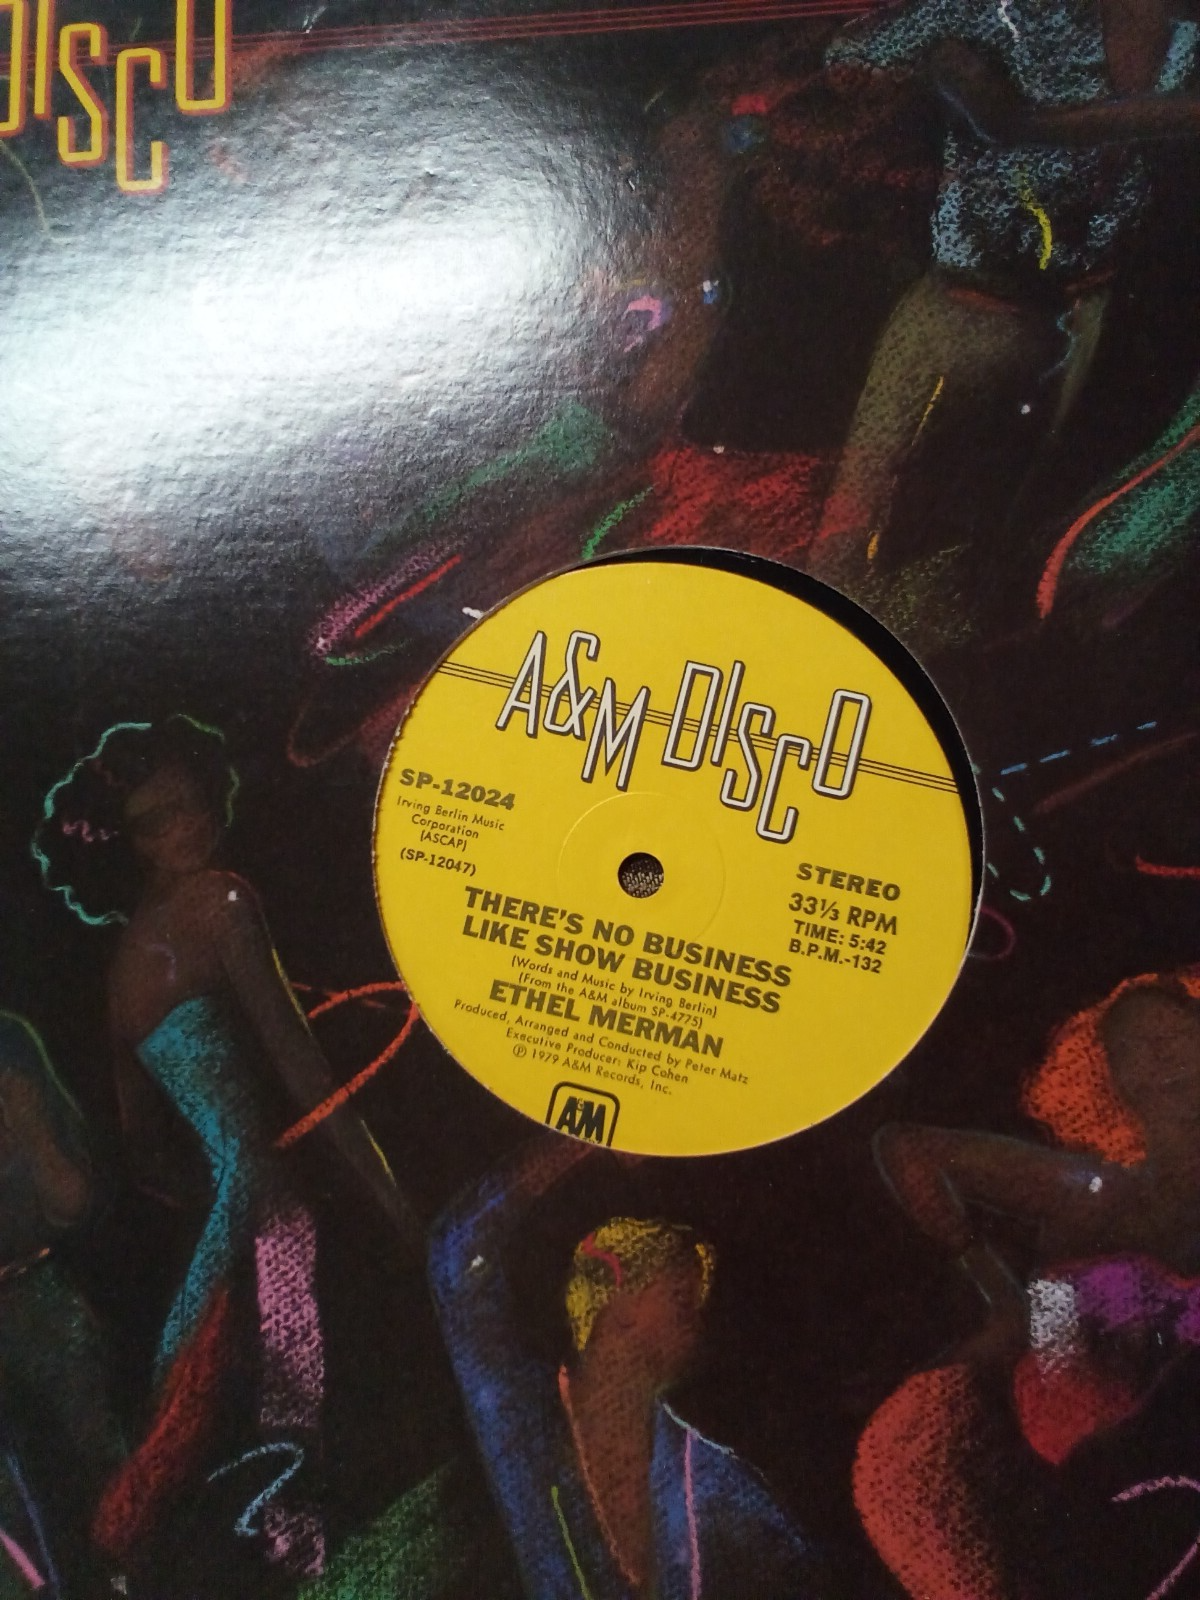 DISCO
A&M DISCO
SP-12024
Irving Berlin Music
Corporation
(ASCAP)
(SP-12047)
STEREO
33⅓ RPM
TIME: 5:42
B.P.M.-132
THERE'S NO BUSINESS
LIKE SHOW BUSINESS
(Words and Music by Irving Berlin)
(From the A&M album SP-4775)
ETHEL MERMAN
Produced, Arranged and Conducted by Peter Matz
Executive Producer: Kip Cohen
℗ 1979 A&M Records, Inc.
A&M